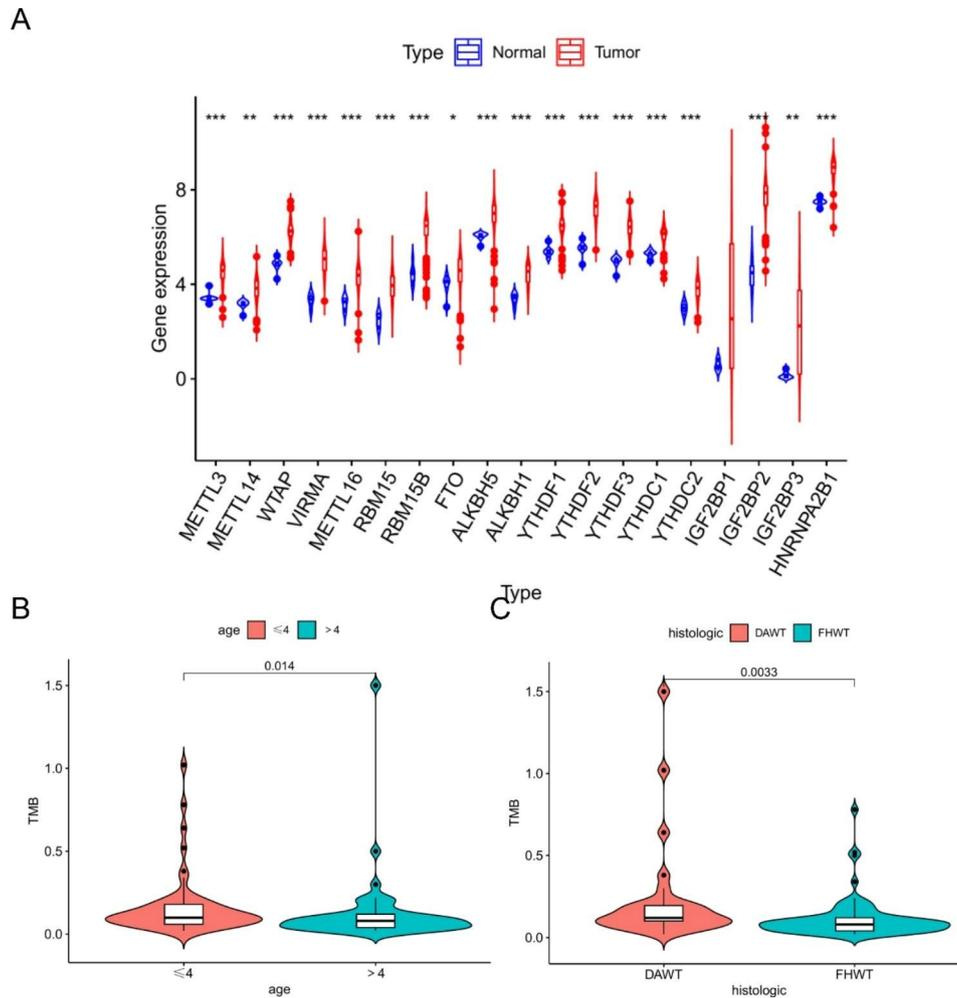 A
Type Normal Tumor
*** ** *** *** *** *** *** * *** *** *** *** *** *** *** *** ** ***
Gene expression
8
4
0
METTL3 METTL14 WTAP VIRMA METTL16 RBM15 RBM15B FTO ALKBH5 ALKBH1 YTHDF1 YTHDF2 YTHDF3 YTHDC1 YTHDC2 IGF2BP1 IGF2BP2 IGF2BP3 HNRNPA2B1
Type
B
age ≤4 >4
0.014
TMB
1.5
1.0
0.5
0.0
≤4 >4
age
C
histologic DAWT FHWT
0.0033
TMB
1.5
1.0
0.5
0.0
DAWT FHWT
histologic